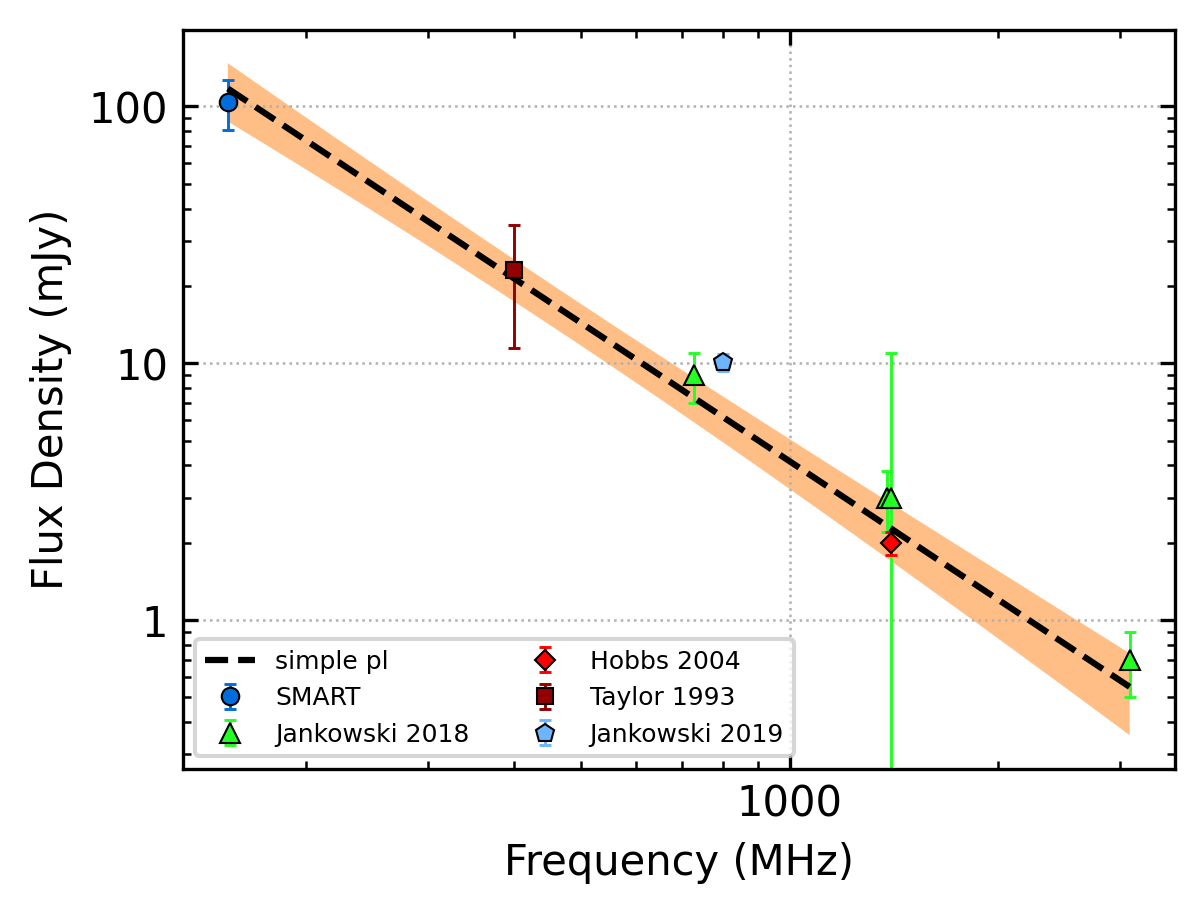 100
10
1
Flux Density (mJy)
simple pl
SMART
Jankowski 2018
Hobbs 2004
Taylor 1993
Jankowski 2019
1000
Frequency (MHz)